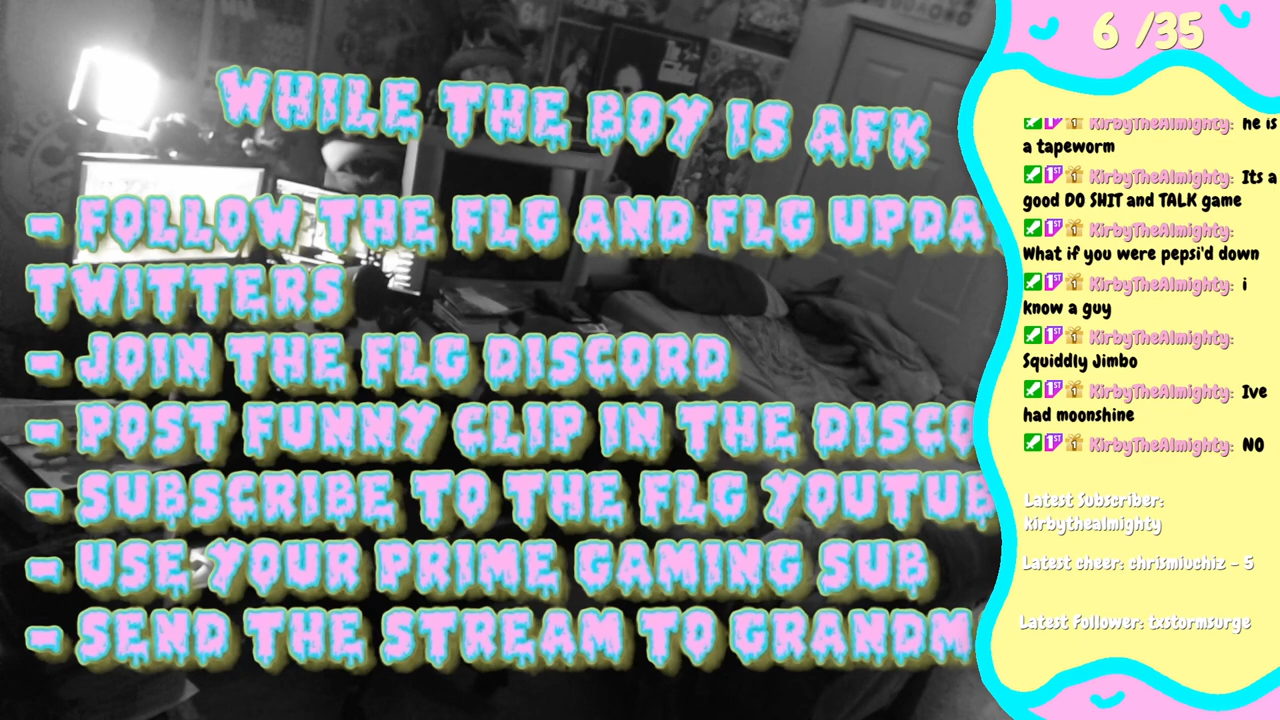 WHILE THE BOY IS AFK
- FOLLOW THE FLG AND FLG UPDA
TWITTERS
- JOIN THE FLG DISCORD
- POST FUNNY CLIP IN THE DISCO
- SUBSCRIBE TO THE FLG YOUTUB
- USE YOUR PRIME GAMING SUB
- SEND THE STREAM TO GRANDM
6 /35
KirbyTheAlmighty: he is
a tapeworm
KirbyTheAlmighty: Its a
good DO SHIT and TALK game
KirbyTheAlmighty:
What if you were pepsi'd down
KirbyTheAlmighty: i
know a guy
KirbyTheAlmighty:
Squiddly Jimbo
KirbyTheAlmighty: Ive
had moonshine
KirbyTheAlmighty: NO
Latest Subscriber:
kirbythealmighty
Latest cheer: chrismiuchiz - 5
Latest Follower: txstormsurge